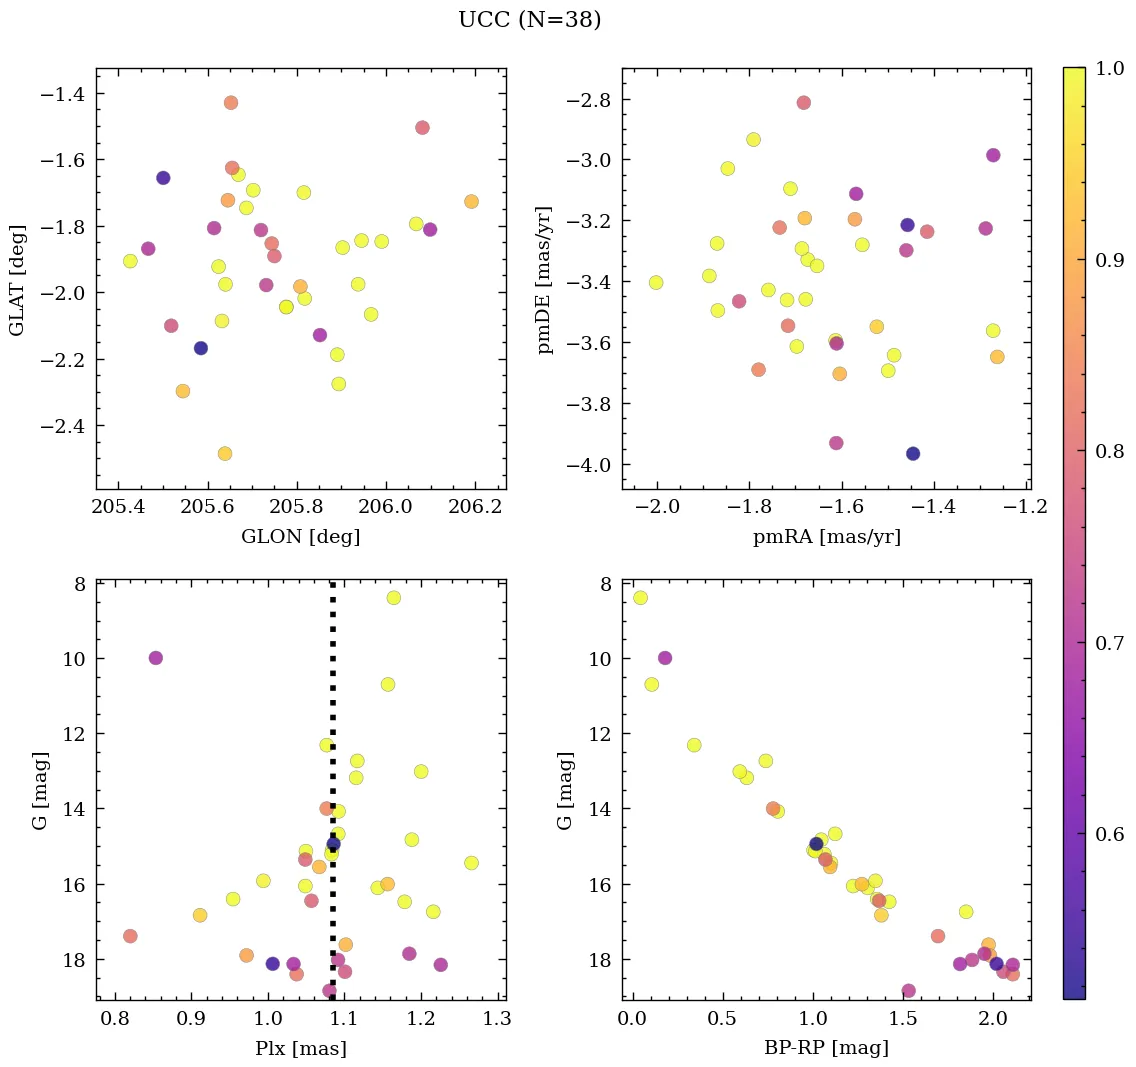 UCC (N=38)
−1.4
−1.6
−1.8
−2.0
−2.2
−2.4
GLAT [deg]
205.4 205.6 205.8 206.0 206.2
GLON [deg]
−2.8
−3.0
−3.2
−3.4
−3.6
−3.8
−4.0
pmDE [mas/yr]
−2.0 −1.8 −1.6 −1.4 −1.2
pmRA [mas/yr]
8
10
12
14
16
18
G [mag]
0.8 0.9 1.0 1.1 1.2 1.3
Plx [mas]
8
10
12
14
16
18
G [mag]
0.0 0.5 1.0 1.5 2.0
BP-RP [mag]
1.0
0.9
0.8
0.7
0.6